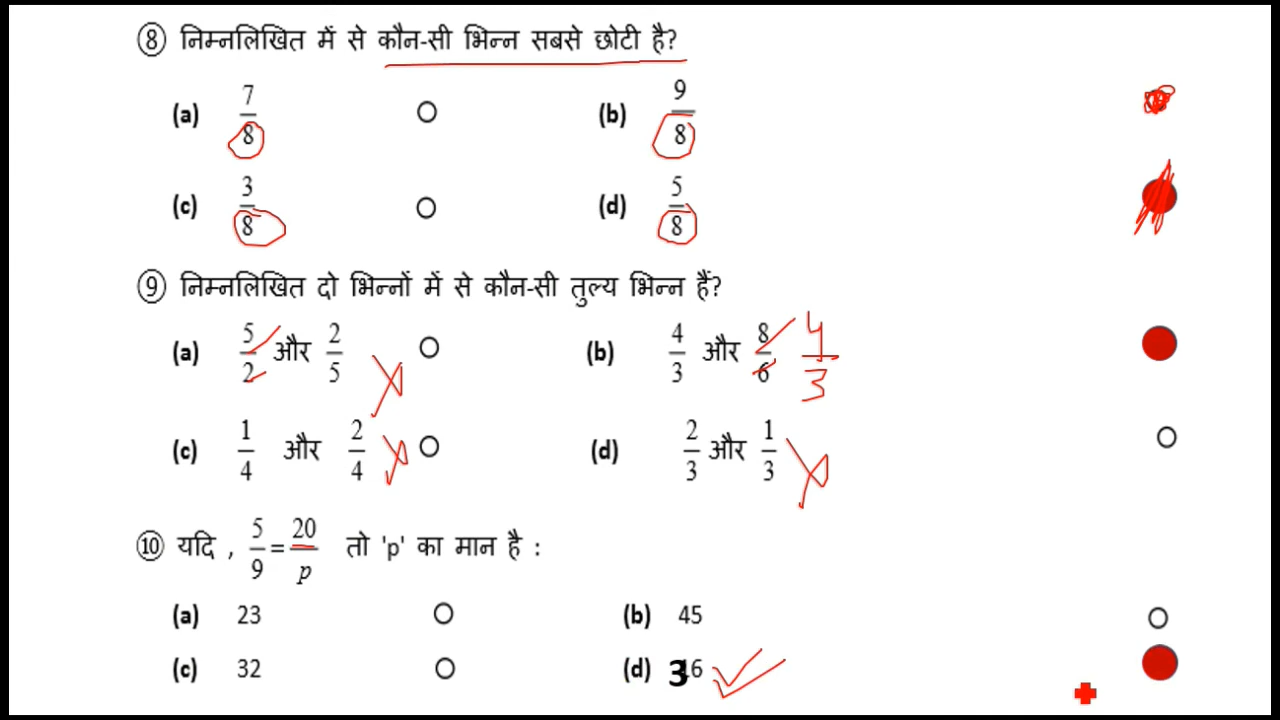 ⑧ निम्नलिखित में से कौन-सी भिन्न सबसे छोटी है?
(a) 7/8 (b) 9/8
(c) 3/8 (d) 5/8
⑨ निम्नलिखित दो भिन्नों में से कौन-सी तुल्य भिन्न हैं?
(a) 5/2 और 2/5 (b) 4/3 और 8/6 4/3
(c) 1/4 और 2/4 (d) 2/3 और 1/3
⑩ यदि , 5/9 = 20/p तो 'p' का मान है :
(a) 23 (b) 45
(c) 32 (d) 36